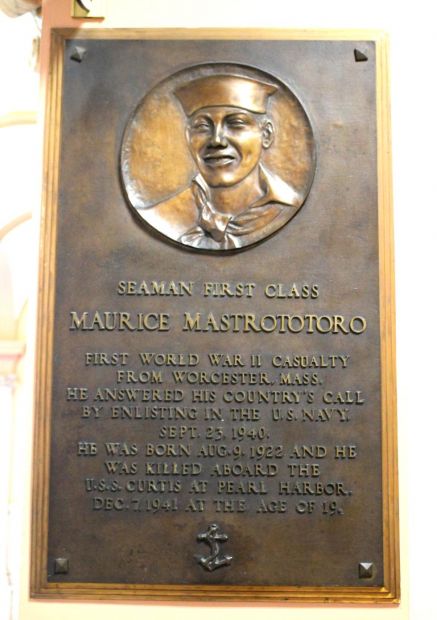 SEAMAN FIRST CLASS
MAURICE MASTROTOTORO
FIRST WORLD WAR II CASUALTY
FROM WORCESTER, MASS.
HE ANSWERED HIS COUNTRY'S CALL
BY ENLISTING IN THE U.S. NAVY.
SEPT. 23, 1940.
HE WAS BORN AUG. 9, 1922 AND HE
WAS KILLED ABOARD THE
U.S.S. CURTIS AT PEARL HARBOR.
DEC. 7, 1941 AT THE AGE OF 19.